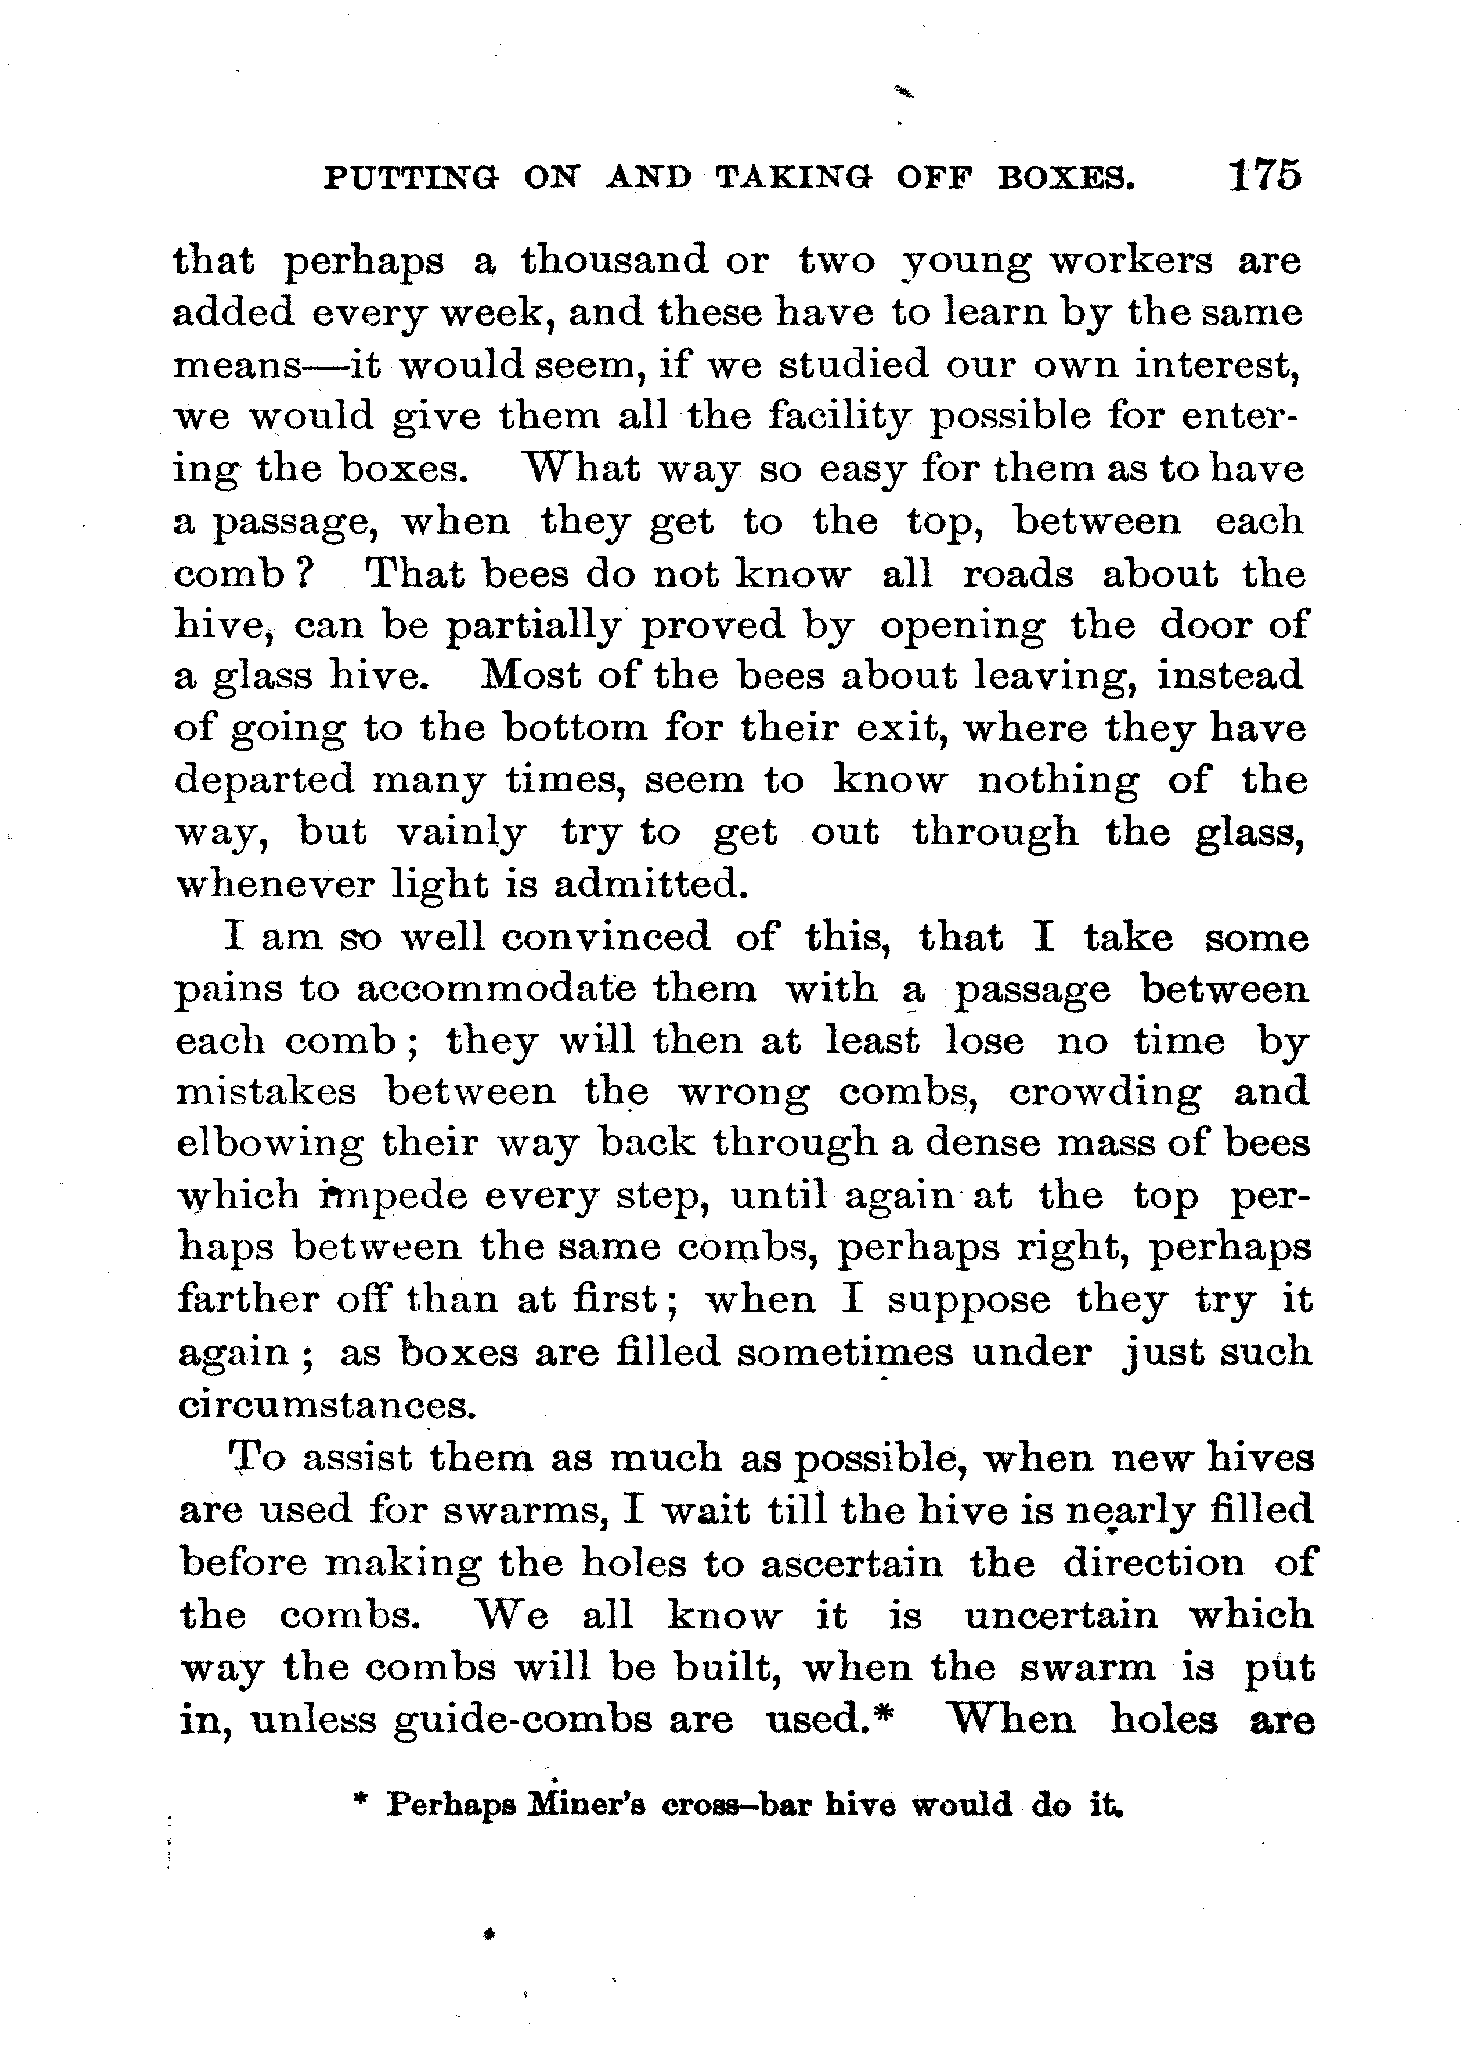 PUTTING ON AND TAKING OFF BOXES. 175
that perhaps a thousand or two young workers are
added every week, and these have to learn by the same
means—it would seem, if we studied our own interest,
we would give them all the facility possible for enter-
ing the boxes. What way so easy for them as to have
a passage, when they get to the top, between each
comb ? That bees do not know all roads about the
hive, can be partially proved by opening the door of
a glass hive. Most of the bees about leaving, instead
of going to the bottom for their exit, where they have
departed many times, seem to know nothing of the
way, but vainly try to get out through the glass,
whenever light is admitted.
I am so well convinced of this, that I take some
pains to accommodate them with a passage between
each comb ; they will then at least lose no time by
mistakes between the wrong combs, crowding and
elbowing their way back through a dense mass of bees
which impede every step, until again at the top per-
haps between the same combs, perhaps right, perhaps
farther off than at first ; when I suppose they try it
again ; as boxes are filled sometimes under just such
circumstances.
To assist them as much as possible, when new hives
are used for swarms, I wait till the hive is nearly filled
before making the holes to ascertain the direction of
the combs. We all know it is uncertain which
way the combs will be built, when the swarm is put
in, unless guide-combs are used.* When holes are
* Perhaps Miner's cross-bar hive would do it.